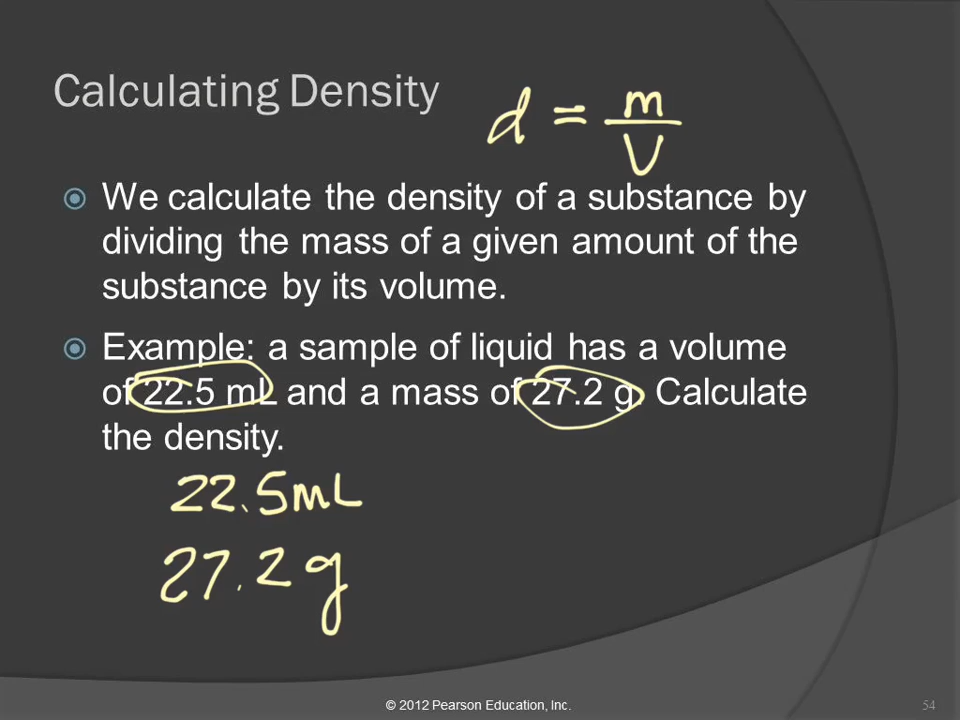 Calculating Density
d = m/V
We calculate the density of a substance by
dividing the mass of a given amount of the
substance by its volume.
Example: a sample of liquid has a volume
of 22.5 mL and a mass of 27.2 g. Calculate
the density.
22.5mL
27.2 g
© 2012 Pearson Education, Inc.
54